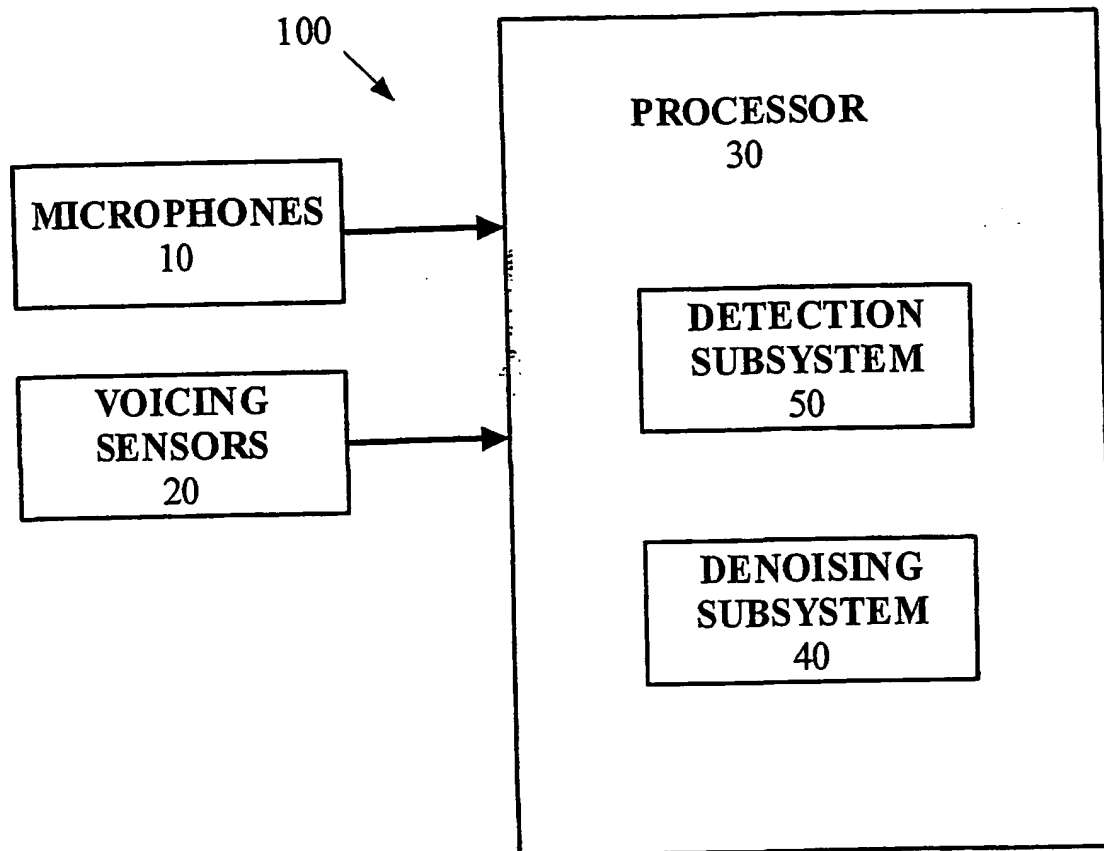 100
PROCESSOR
30
MICROPHONES
10
DETECTION
SUBSYSTEM
50
VOICING
SENSORS
20
DENOISING
SUBSYSTEM
40